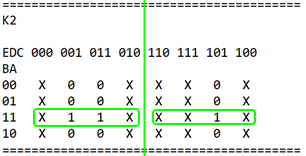 ================================================
K2
EDC 000 001 011 010 110 111 101 100
BA
00 X 0 0 X X X 0 X
01 X 0 0 X X X 0 X
11 X 1 1 X X X 1 X
10 X 0 0 X X X 0 X
================================================